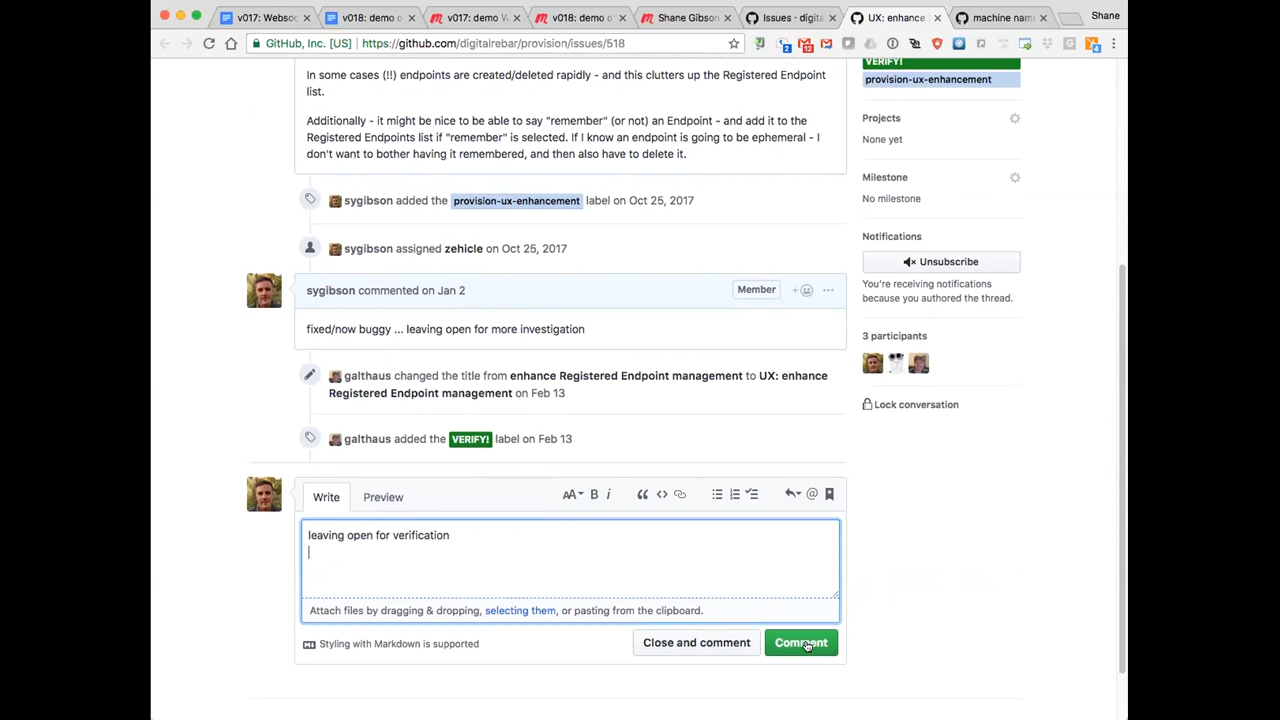 v017: Websoc
v018: demo o
v017: demo W
v018: demo o
Shane Gibson
Issues · digita
UX: enhance
machine nam
Shane
GitHub, Inc. [US]
https://github.com/digitalrebar/provision/issues/518
2
12
4
In some cases (!!) endpoints are created/deleted rapidly - and this clutters up the Registered Endpoint
list.
Additionally - it might be nice to be able to say "remember" (or not) an Endpoint - and add it to the
Registered Endpoints list if "remember" is selected. If I know an endpoint is going to be ephemeral - I
don't want to bother having it remembered, and then also have to delete it.
sygibson added the provision-ux-enhancement label on Oct 25, 2017
sygibson assigned zehicle on Oct 25, 2017
sygibson commented on Jan 2
Member
fixed/now buggy ... leaving open for more investigation
galthaus changed the title from enhance Registered Endpoint management to UX: enhance
Registered Endpoint management on Feb 13
galthaus added the VERIFY! label on Feb 13
Write
Preview
AA
B
i
leaving open for verification
Attach files by dragging & dropping, selecting them, or pasting from the clipboard.
Styling with Markdown is supported
Close and comment
Comment
VERIFY!
provision-ux-enhancement
Projects
None yet
Milestone
No milestone
Notifications
Unsubscribe
You're receiving notifications
because you authored the thread.
3 participants
Lock conversation